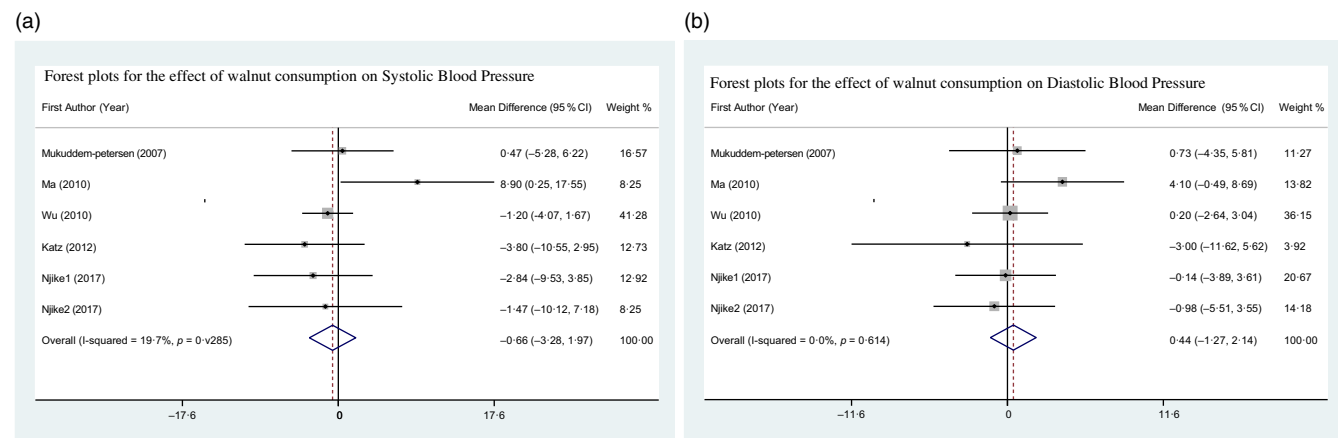 (a)
Forest plots for the effect of walnut consumption on Systolic Blood Pressure
First Author (Year) Mean Difference (95 % CI) Weight %
Mukuddem-petersen (2007) 0·47 (–5·28, 6·22) 16·57
Ma (2010) 8·90 (0·25, 17·55) 8·25
Wu (2010) –1·20 (–4·07, 1·67) 41·28
Katz (2012) –3·80 (–10·55, 2·95) 12·73
Njike1 (2017) –2·84 (–9·53, 3·85) 12·92
Njike2 (2017) –1·47 (–10·12, 7·18) 8·25
Overall (I-squared = 19·7%, p = 0·v285) –0·66 (–3·28, 1·97) 100·00
–17·6 0 17·6
(b)
Forest plots for the effect of walnut consumption on Diastolic Blood Pressure
First Author (Year) Mean Difference (95 % CI) Weight %
Mukuddem-petersen (2007) 0·73 (–4·35, 5·81) 11·27
Ma (2010) 4·10 (–0·49, 8·69) 13·82
Wu (2010) 0·20 (–2·64, 3·04) 36·15
Katz (2012) –3·00 (–11·62, 5·62) 3·92
Njike1 (2017) –0·14 (–3·89, 3·61) 20·67
Njike2 (2017) –0·98 (–5·51, 3·55) 14·18
Overall (I-squared = 0·0%, p = 0·614) 0·44 (–1·27, 2·14) 100·00
–11·6 0 11·6